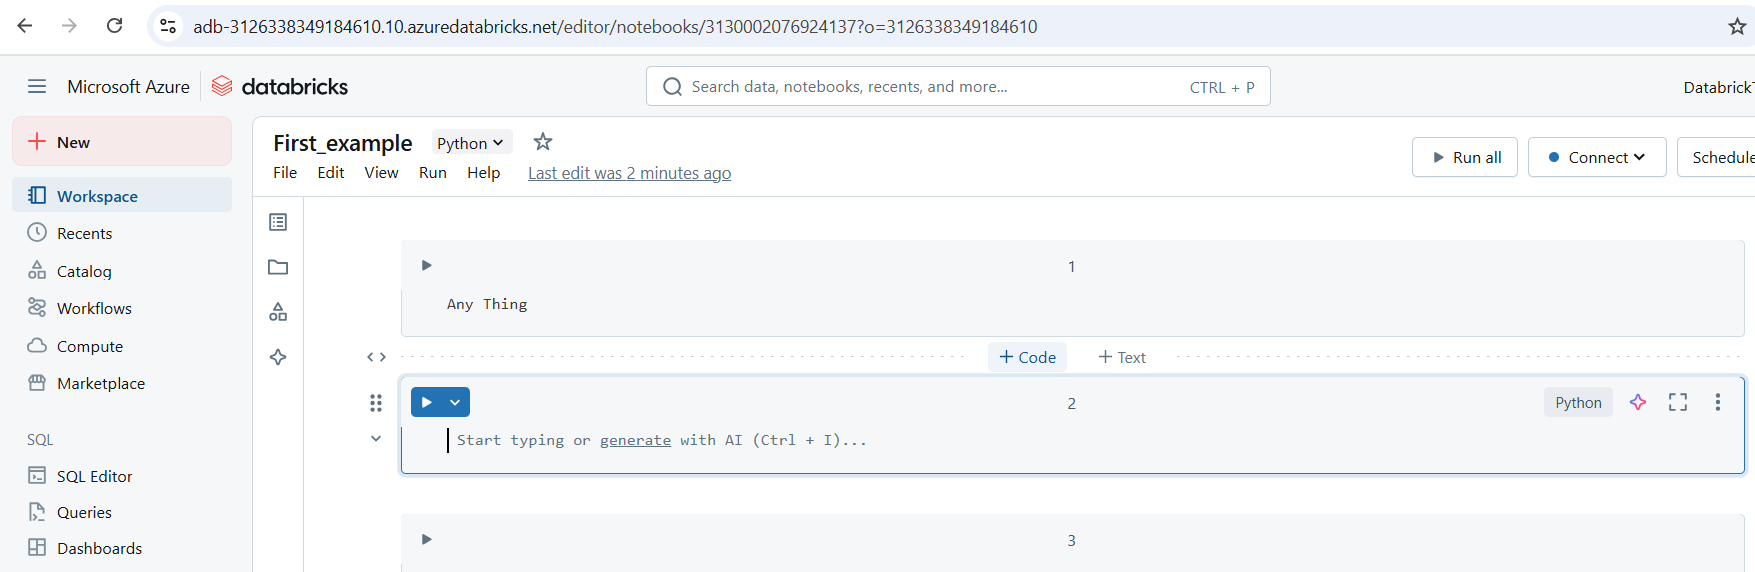 adb-3126338349184610.10.azuredatabricks.net/editor/notebooks/3130002076924137?o=3126338349184610
Microsoft Azure databricks Search data, notebooks, recents, and more... CTRL + P DatabrickT
New
Workspace
Recents
Catalog
Workflows
Compute
Marketplace
SQL
SQL Editor
Queries
Dashboards
First_example Python
File Edit View Run Help Last edit was 2 minutes ago
Run all Connect Schedule
1
Any Thing
+ Code + Text
2 Python
Start typing or generate with AI (Ctrl + I)...
3